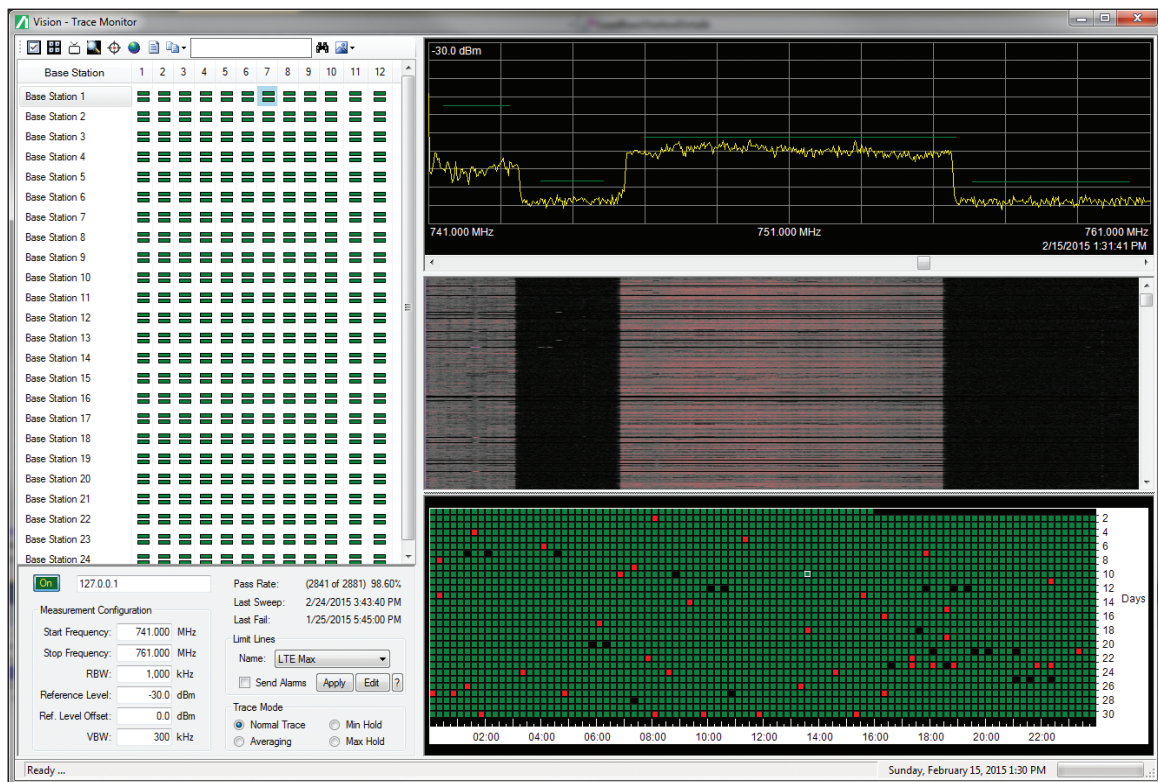 Vision - Trace Monitor
Base Station 1 2 3 4 5 6 7 8 9 10 11 12
Base Station 1
Base Station 2
Base Station 3
Base Station 4
Base Station 5
Base Station 6
Base Station 7
Base Station 8
Base Station 9
Base Station 10
Base Station 11
Base Station 12
Base Station 13
Base Station 14
Base Station 15
Base Station 16
Base Station 17
Base Station 18
Base Station 19
Base Station 20
Base Station 21
Base Station 22
Base Station 23
Base Station 24
On 127.0.0.1
Measurement Configuration
Start Frequency: 741.000 MHz
Stop Frequency: 761.000 MHz
RBW: 1,000 kHz
Reference Level: -30.0 dBm
Ref. Level Offset: 0.0 dBm
VBW: 300 kHz
Pass Rate: (2841 of 2881) 98.60%
Last Sweep: 2/24/2015 3:43:40 PM
Last Fail: 1/25/2015 5:45:00 PM
Limit Lines
Name: LTE Max
Send Alarms Apply Edit ?
Trace Mode
Normal Trace Min Hold
Averaging Max Hold
-30.0 dBm
741.000 MHz 751.000 MHz 761.000 MHz
2/15/2015 1:31:41 PM
2
4
6
8
10
12
14
16
18
20
22
24
26
28
30
Days
02:00 04:00 06:00 08:00 10:00 12:00 14:00 16:00 18:00 20:00 22:00
Ready ... Sunday, February 15, 2015 1:30 PM